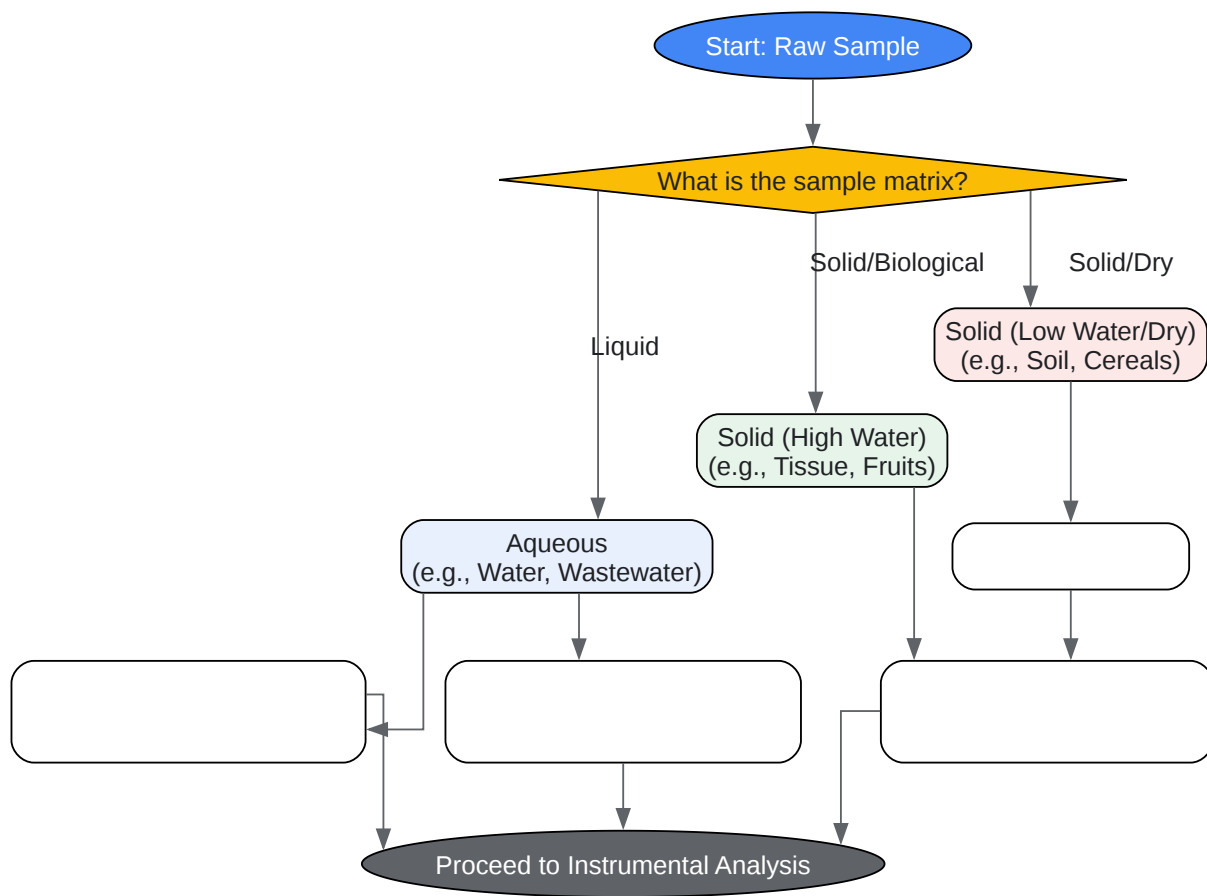 Start: Raw Sample
What is the sample matrix?
Solid/Biological
Solid/Dry
Solid (Low Water/Dry)
(e.g., Soil, Cereals)
Liquid
Solid (High Water)
(e.g., Tissue, Fruits)
Aqueous
(e.g., Water, Wastewater)
Proceed to Instrumental Analysis